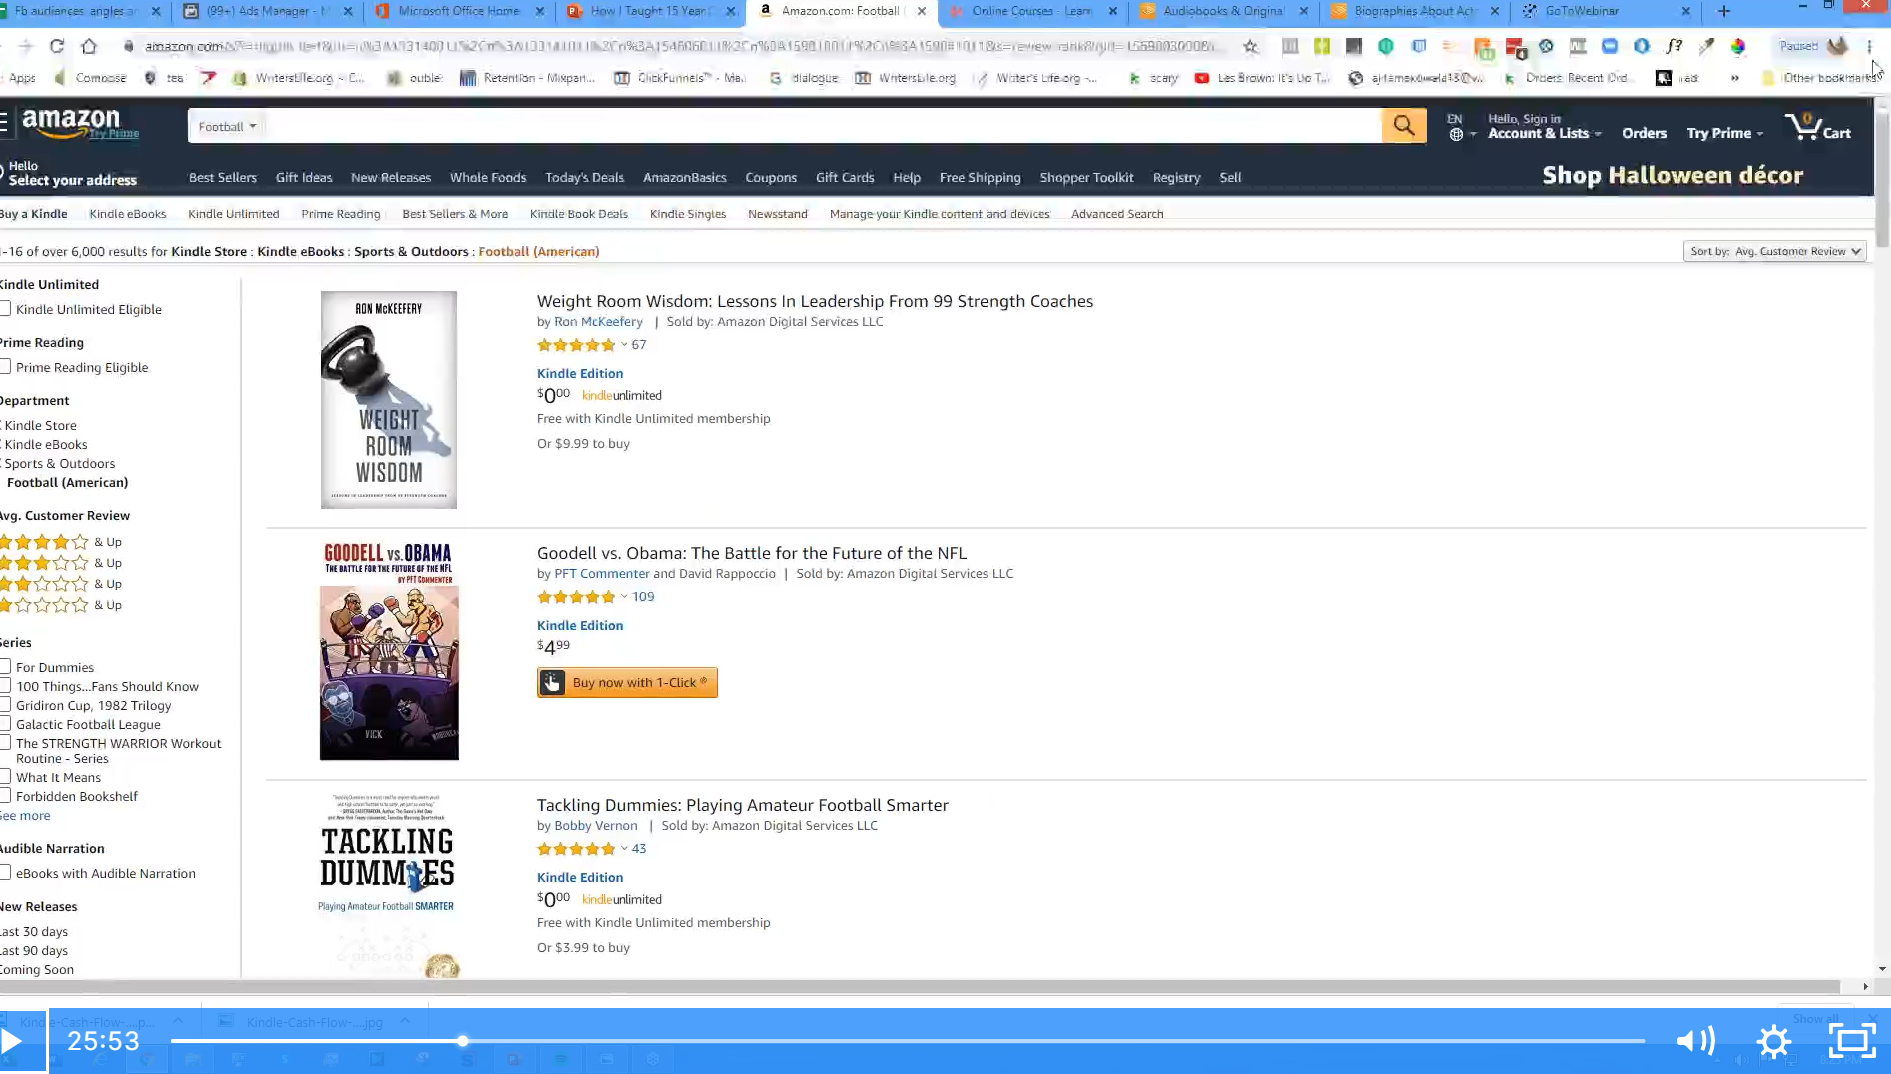 Fb audiences, angles an
(99+) Ads Manager - M
Microsoft Office Home
How I Taught 15 Year
Amazon.com: Football
Online Courses - Learn
Audiobooks & Origina
Biographies About Act
GoToWebinar
amazon.com
Paused
Apps
Compose
tea
WritersLife.org
ouble
Retention - Mixpan...
ClickFunnels™ - Ma...
dialogue
WritersLife.org
Writer's Life.org -...
scary
Les Brown: It's Us T...
Orders: Recent Ord...
»
Other bookmarks
amazon
Try Prime
Football
EN
Hello, Sign in
Account & Lists
Orders
Try Prime
0
Cart
Hello
Select your address
Best Sellers
Gift Ideas
New Releases
Whole Foods
Today's Deals
AmazonBasics
Coupons
Gift Cards
Help
Free Shipping
Shopper Toolkit
Registry
Sell
Shop Halloween décor
Buy a Kindle
Kindle eBooks
Kindle Unlimited
Prime Reading
Best Sellers & More
Kindle Book Deals
Kindle Singles
Newsstand
Manage your Kindle content and devices
Advanced Search
-16 of over 6,000 results for Kindle Store : Kindle eBooks : Sports & Outdoors : Football (American)
Sort by: Avg. Customer Review
Kindle Unlimited
Kindle Unlimited Eligible
Prime Reading
Prime Reading Eligible
Department
Kindle Store
Kindle eBooks
Sports & Outdoors
Football (American)
Avg. Customer Review
& Up
& Up
& Up
& Up
Series
For Dummies
100 Things...Fans Should Know
Gridiron Cup, 1982 Trilogy
Galactic Football League
The STRENGTH WARRIOR Workout
Routine - Series
What It Means
Forbidden Bookshelf
See more
Audible Narration
eBooks with Audible Narration
New Releases
Last 30 days
Last 90 days
Coming Soon
RON McKEEFERY
WEIGHT
ROOM
WISDOM
LESSONS IN LEADERSHIP FROM 99 STRENGTH COACHES
Weight Room Wisdom: Lessons In Leadership From 99 Strength Coaches
by Ron McKeefery | Sold by: Amazon Digital Services LLC
67
Kindle Edition
$0.00 kindleunlimited
Free with Kindle Unlimited membership
Or $9.99 to buy
GOODELL VS. OBAMA
THE BATTLE FOR THE FUTURE OF THE NFL
BY PFT COMMENTER
VICK
Goodell vs. Obama: The Battle for the Future of the NFL
by PFT Commenter and David Rappoccio | Sold by: Amazon Digital Services LLC
109
Kindle Edition
$4.99
Buy now with 1-Click ®
TACKLING
DUMMIES
Playing Amateur Football SMARTER
Tackling Dummies: Playing Amateur Football Smarter
by Bobby Vernon | Sold by: Amazon Digital Services LLC
43
Kindle Edition
$0.00 kindleunlimited
Free with Kindle Unlimited membership
Or $3.99 to buy
Kindle-Cash-Flow-....p...
Kindle-Cash-Flow-....jpg
Show all
25:53